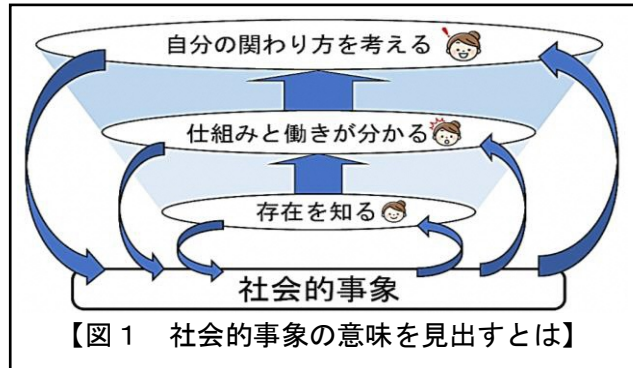 自分の関わり方を考える
仕組みと働きが分かる
存在を知る
社会的事象
【図１　社会的事象の意味を見出すとは】